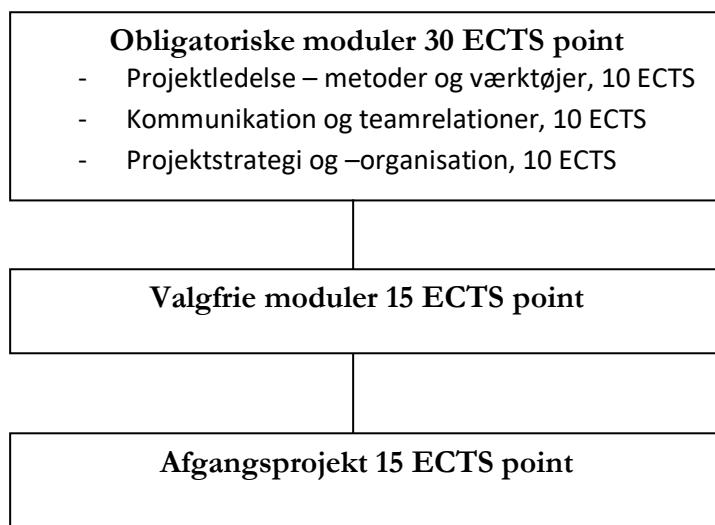 Obligatoriske moduler 30 ECTS point
- Projektledelse – metoder og værktøjer, 10 ECTS
- Kommunikation og teamrelationer, 10 ECTS
- Projektstrategi og –organisation, 10 ECTS
Valgfrie moduler 15 ECTS point
Afgangsprojekt 15 ECTS point